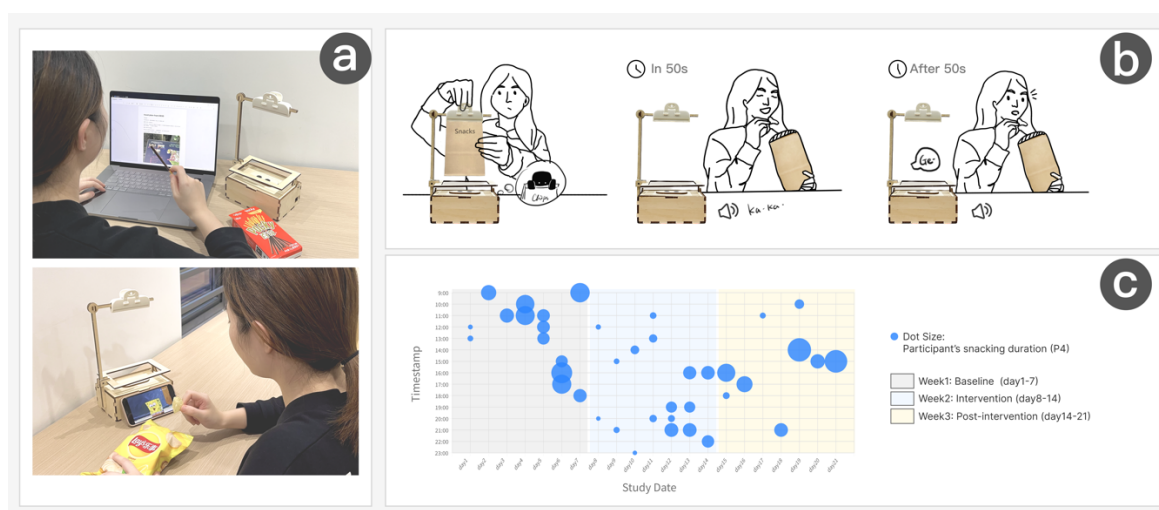 a
b
In 50s
After 50s
Snacks
Chips
Ge-
ka-ka-
c
Timestamp
9:00
10:00
11:00
12:00
13:00
14:00
15:00
16:00
17:00
18:00
19:00
20:00
21:00
22:00
23:00
day1
day2
day3
day4
day5
day6
day7
day8
day9
day10
day11
day12
day13
day14
day15
day16
day17
day18
day19
day20
day21
Study Date
Dot Size:
Participant's snacking duration (P4)
Week1: Baseline (day1-7)
Week2: Intervention (day8-14)
Week3: Post-intervention (day14-21)